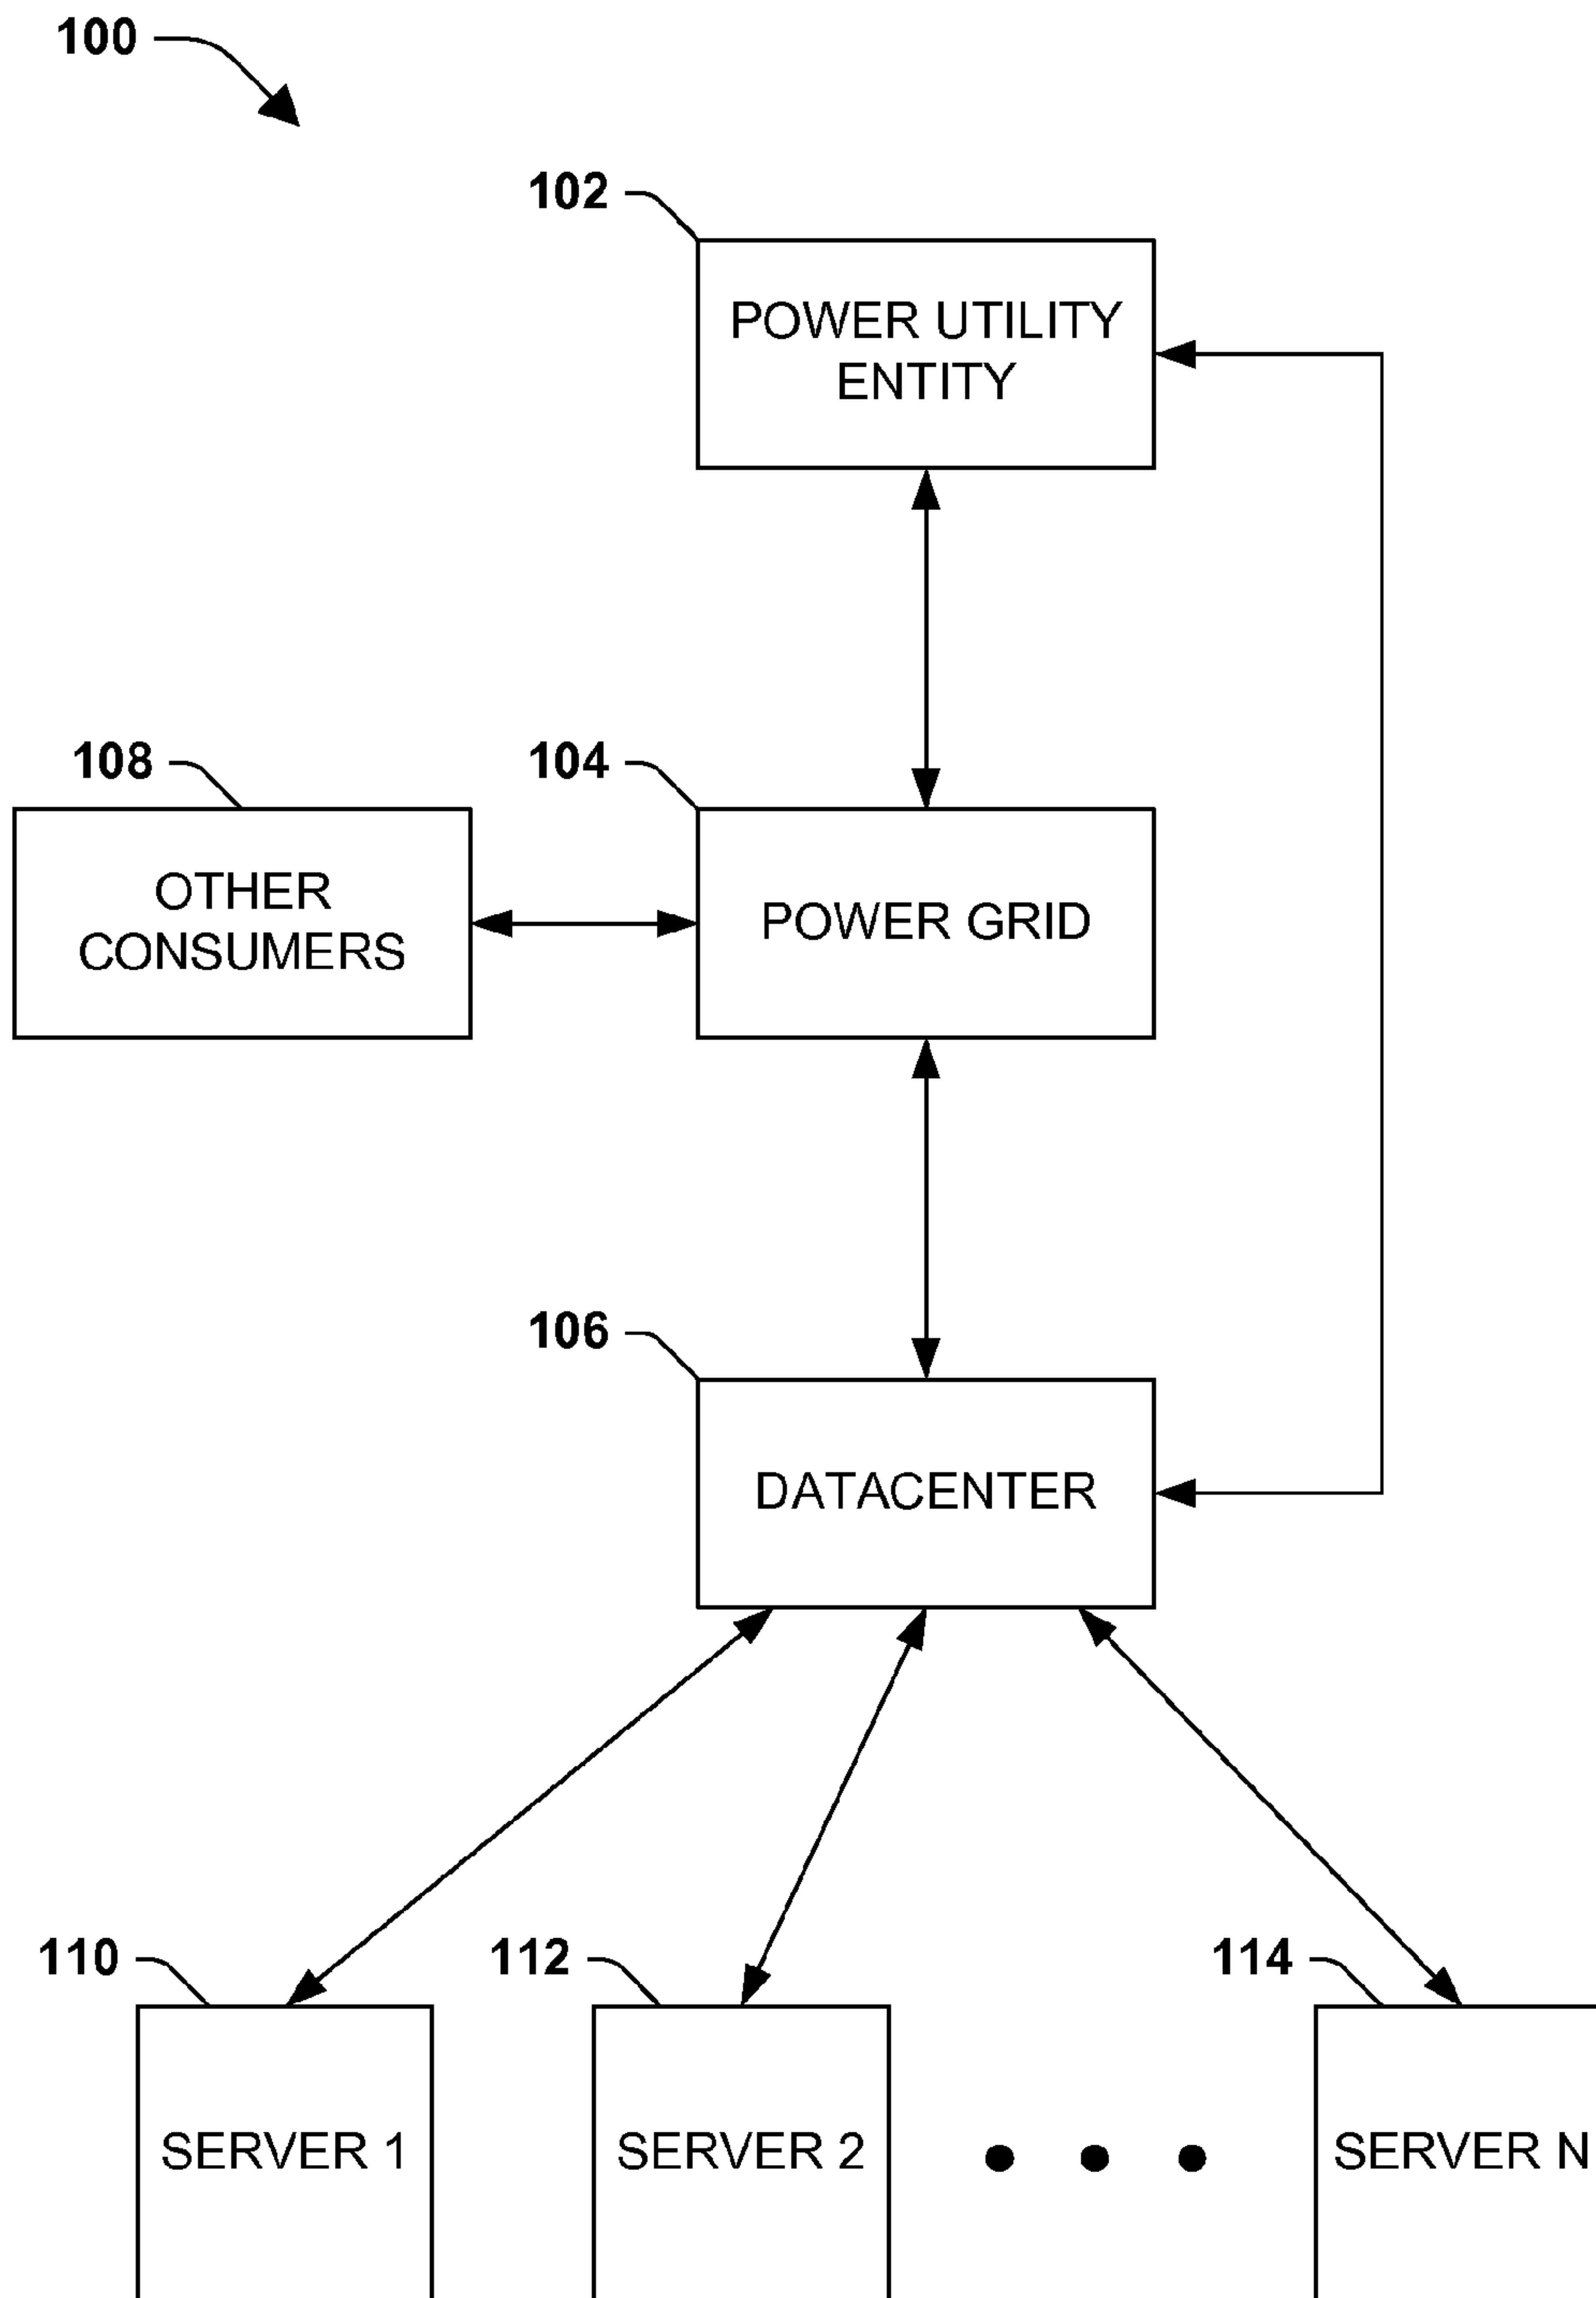 100
102
POWER UTILITY
ENTITY
108
104
OTHER
CONSUMERS
POWER GRID
106
DATACENTER
110
112
114
SERVER 1
SERVER 2
SERVER N